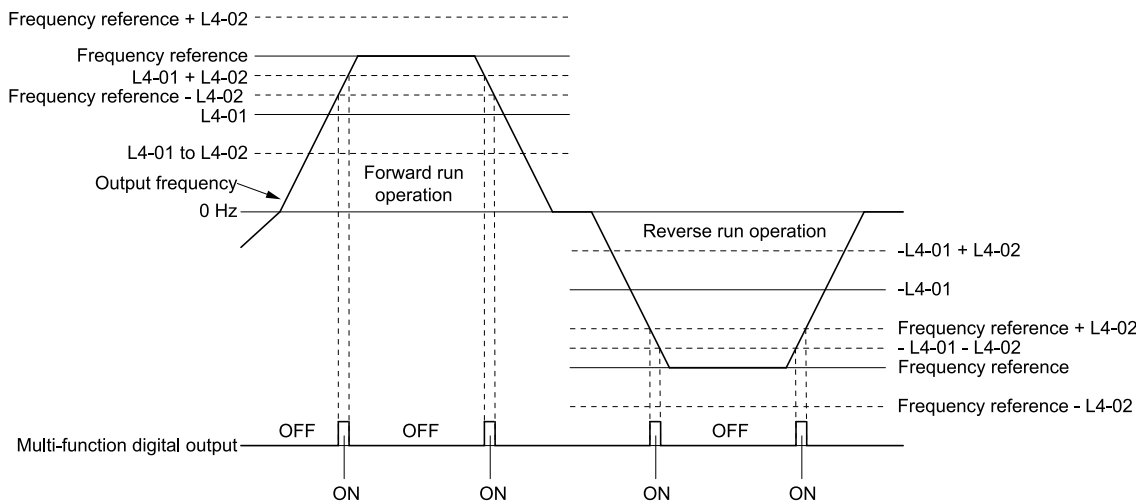 Frequency reference + L4-02
Frequency reference
L4-01 + L4-02
Frequency reference - L4-02
L4-01
L4-01 to L4-02
Output frequency
0 Hz
Forward run
operation
Reverse run operation
-L4-01 + L4-02
-L4-01
Frequency reference + L4-02
- L4-01 - L4-02
Frequency reference
Frequency reference - L4-02
Multi-function digital output
OFF
OFF
OFF
ON
ON
ON
ON